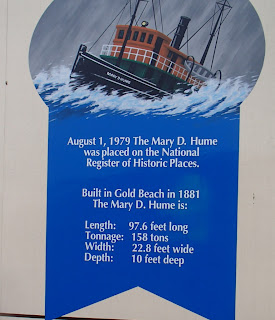 MARY D. HUME
August 1, 1979 The Mary D. Hume
was placed on the National
Register of Historic Places.
Built in Gold Beach in 1881
The Mary D. Hume is:
Length: 97.6 feet long
Tonnage: 158 tons
Width: 22.8 feet wide
Depth: 10 feet deep